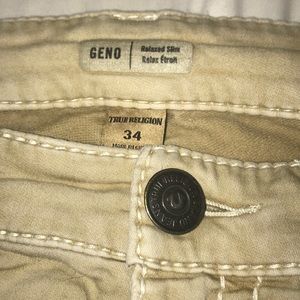 GENO Relaxed Slim
Relax Étroit
TRUE RELIGION
34